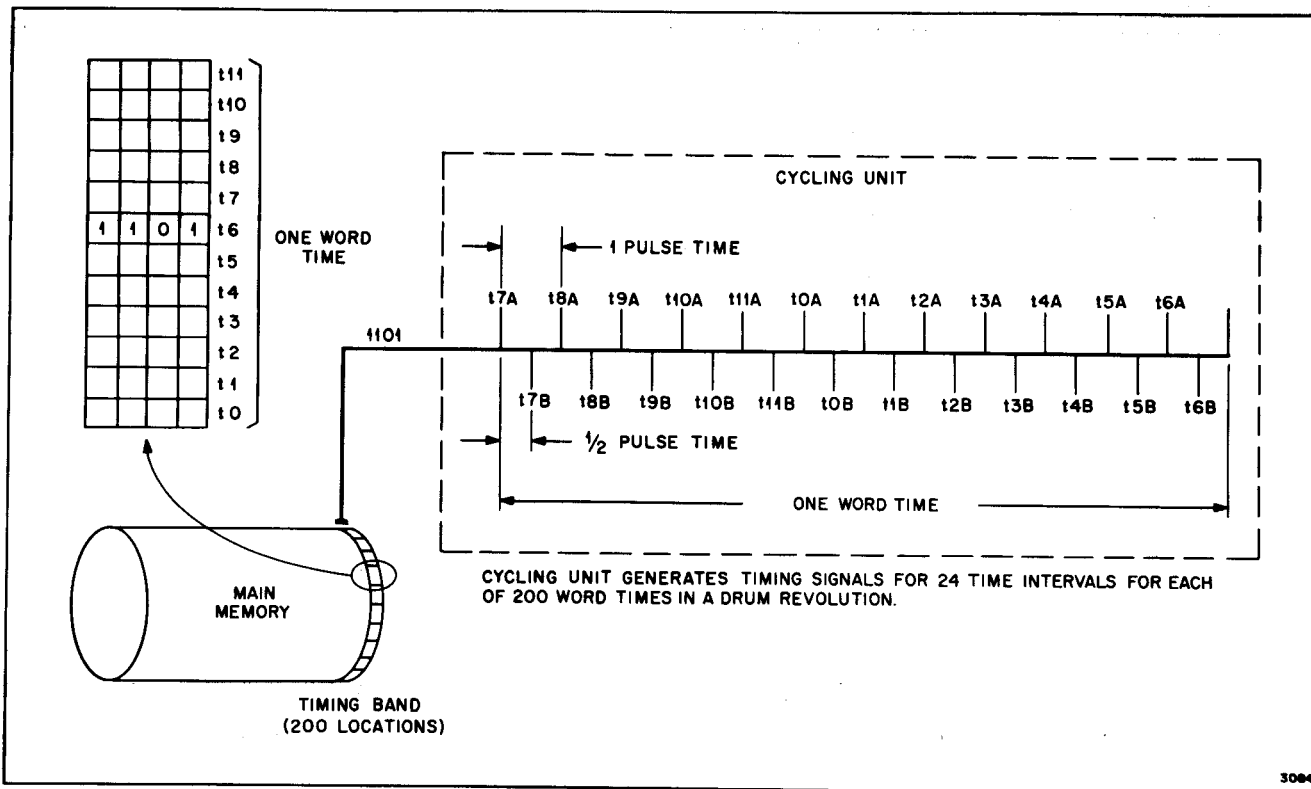 t11
t10
t9
t8
t7
1 1 0 1 t6
t5
t4
t3
t2
t1
t0
ONE WORD
TIME
CYCLING UNIT
1 PULSE TIME
t7A t8A t9A t10A t11A t0A t1A t2A t3A t4A t5A t6A
1101
t7B t8B t9B t10B t11B t0B t1B t2B t3B t4B t5B t6B
1/2 PULSE TIME
ONE WORD TIME
CYCLING UNIT GENERATES TIMING SIGNALS FOR 24 TIME INTERVALS FOR EACH
OF 200 WORD TIMES IN A DRUM REVOLUTION.
MAIN
MEMORY
TIMING BAND
(200 LOCATIONS)
3084